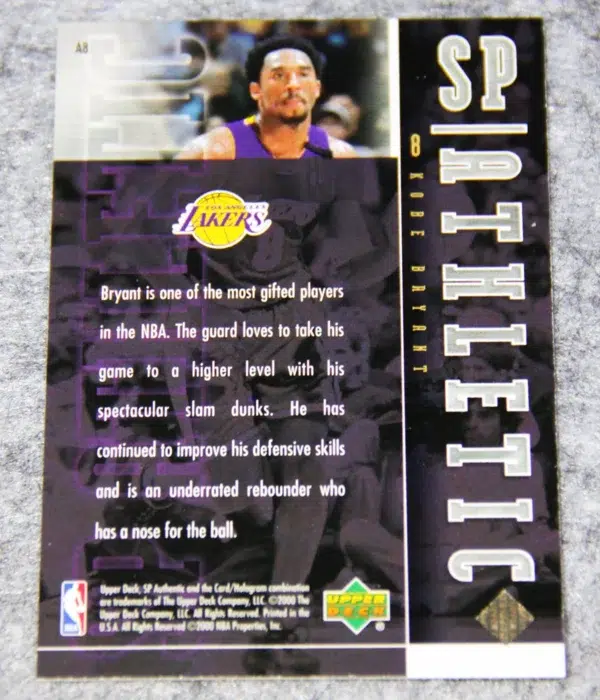 A8
SP
ATHLETIC
8 KOBE BRYANT
LOS ANGELES
LAKERS
Bryant is one of the most gifted players
in the NBA. The guard loves to take his
game to a higher level with his
spectacular slam dunks. He has
continued to improve his defensive skills
and is an underrated rebounder who
has a nose for the ball.
Upper Deck, SP Authentic and the Card/Hologram combination
are trademarks of The Upper Deck Company, LLC. ©2000 The
Upper Deck Company, LLC. All Rights Reserved. Printed in the
U.S.A. All Rights Reserved ©2000 NBA Properties, Inc.
NBA
UPPER
DECK
®